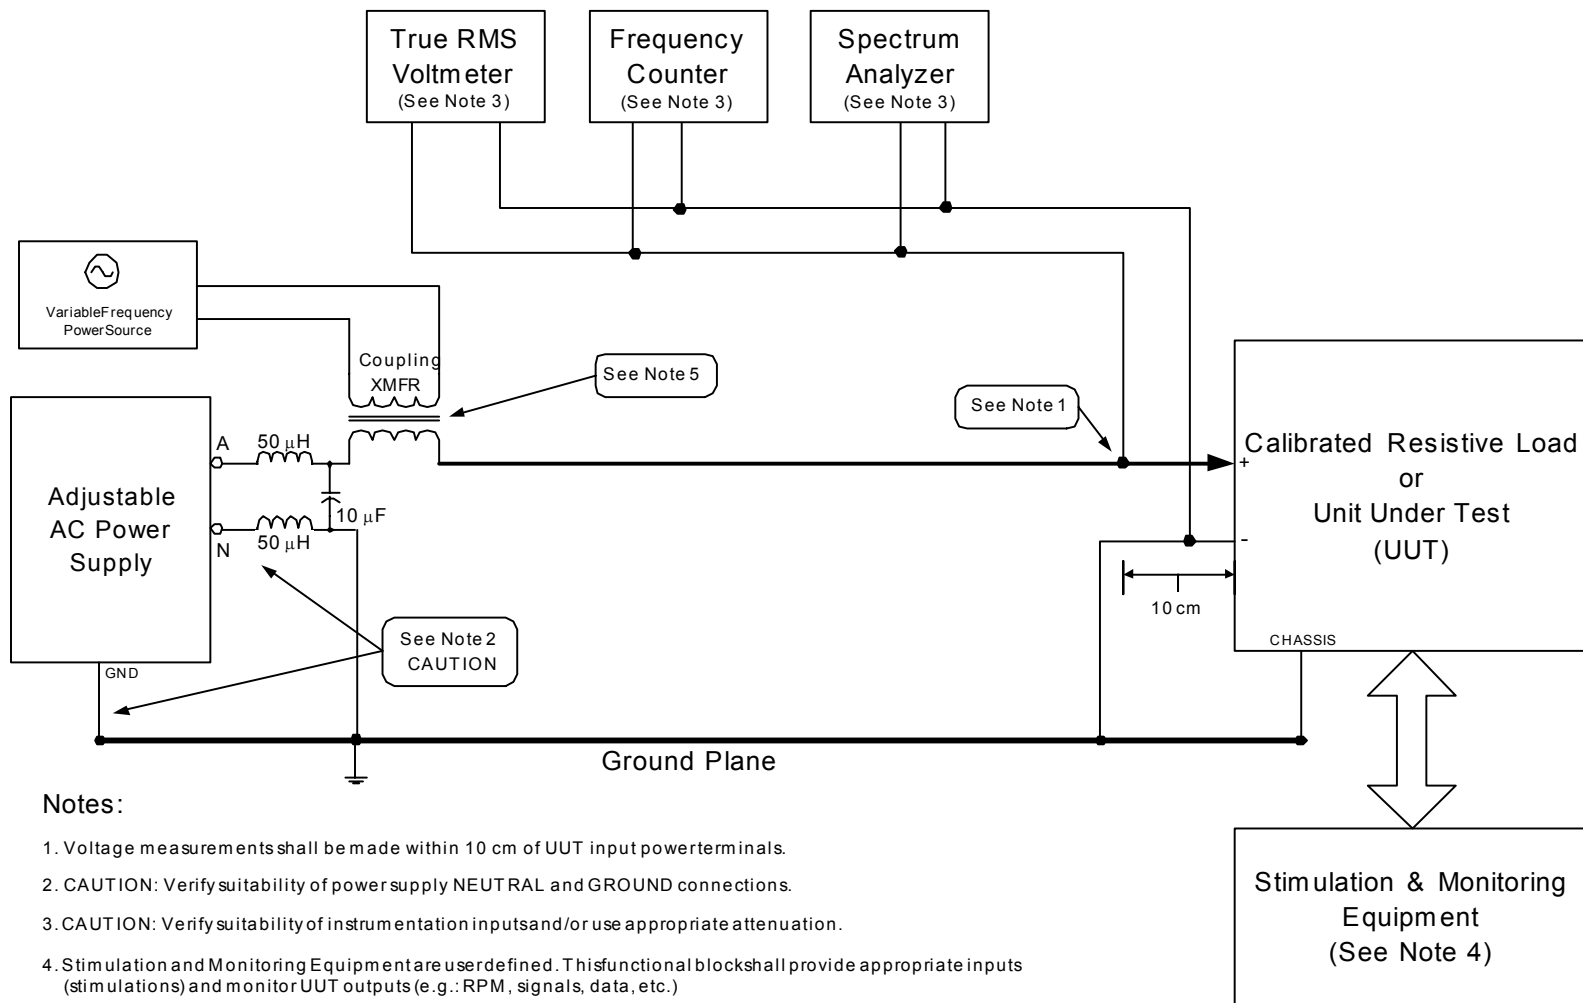 True RMS
Voltmeter
(See Note 3)
Frequency
Counter
(See Note 3)
Spectrum
Analyzer
(See Note 3)
Variable Frequency
Power Source
Coupling
XMFR
See Note 5
See Note 1
A
50 μH
10 μF
N
50 μH
Adjustable
AC Power
Supply
GND
See Note 2
CAUTION
+
-
Calibrated Resistive Load
or
Unit Under Test
(UUT)
10 cm
CHASSIS
Ground Plane
Notes:
1. Voltage measurements shall be made within 10 cm of UUT input power terminals.
2. CAUTION: Verify suitability of power supply NEUTRAL and GROUND connections.
3. CAUTION: Verify suitability of instrumentation inputs and/or use appropriate attenuation.
4. Stimulation and Monitoring Equipment are user defined. This functional block shall provide appropriate inputs
(stimulations) and monitor UUT outputs (e.g.: RPM, signals, data, etc.)
Stimulation & Monitoring
Equipment
(See Note 4)